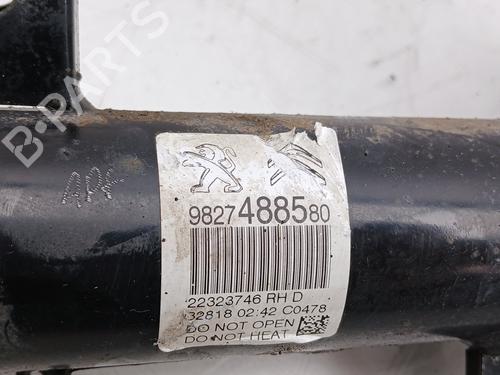 B-PARTS
9827488580
22323746 RH D
32818 02:42 C0478
DO NOT OPEN
DO NOT HEAT